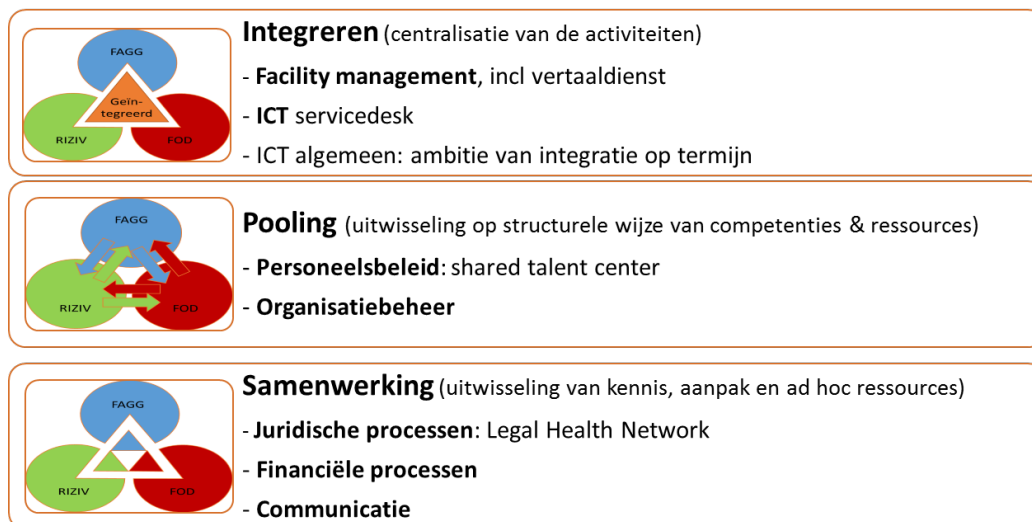 FAGG
Geïn-
tegreerd
RIZIV
FOD
Integreren (centralisatie van de activiteiten)
- Facility management, incl vertaaldienst
- ICT servicedesk
- ICT algemeen: ambitie van integratie op termijn
FAGG
RIZIV
FOD
Pooling (uitwisseling op structurele wijze van competenties & ressources)
- Personeelsbeleid: shared talent center
- Organisatiebeheer
FAGG
RIZIV
FOD
Samenwerking (uitwisseling van kennis, aanpak en ad hoc ressources)
- Juridische processen: Legal Health Network
- Financiële processen
- Communicatie